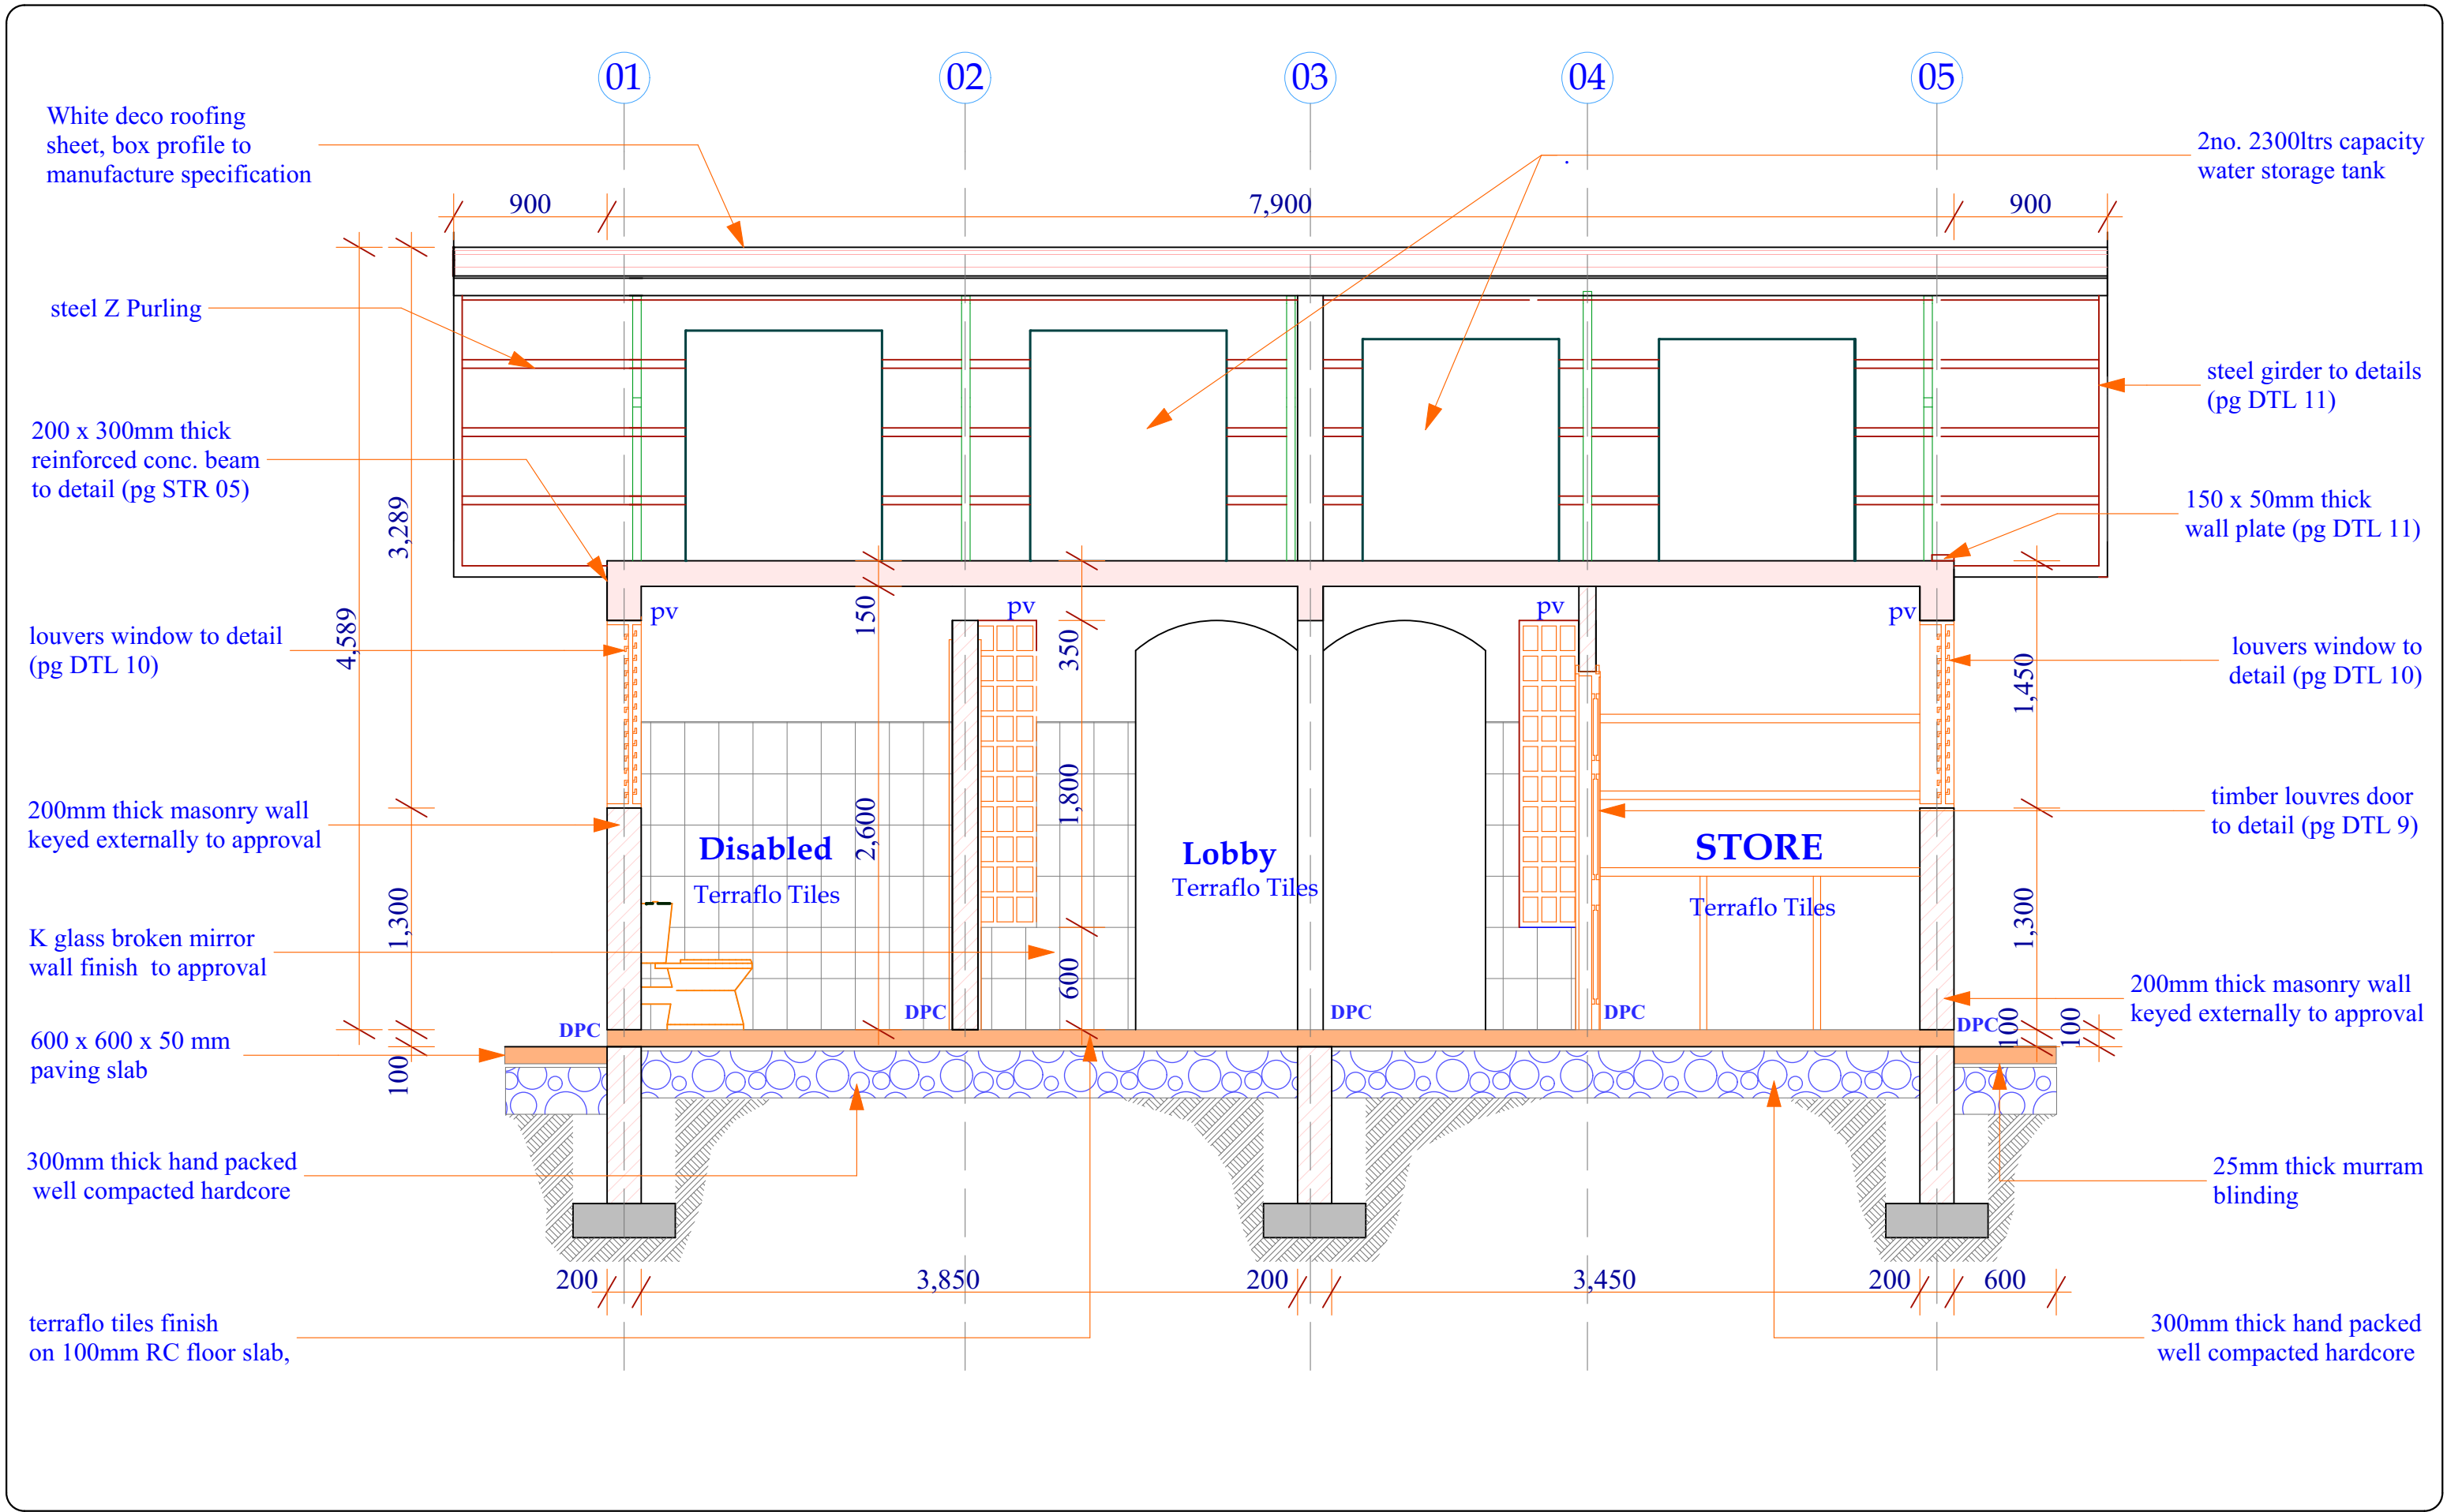 01
02
03
04
05
White deco roofing
sheet, box profile to
manufacture specification
2no. 2300ltrs capacity
water storage tank
900
7,900
900
steel Z Purling
steel girder to details
(pg DTL 11)
200 x 300mm thick
reinforced conc. beam
to detail (pg STR 05)
3,289
4,589
150 x 50mm thick
wall plate (pg DTL 11)
pv
150
pv
350
pv
pv
louvers window to detail
(pg DTL 10)
louvers window to
detail (pg DTL 10)
1,450
200mm thick masonry wall
keyed externally to approval
timber louvres door
to detail (pg DTL 9)
2,600
1,800
Disabled
Terraflo Tiles
Lobby
Terraflo Tiles
STORE
Terraflo Tiles
1,300
1,300
K glass broken mirror
wall finish to approval
600
200mm thick masonry wall
keyed externally to approval
DPC
DPC
DPC
DPC
DPC
100
100
600 x 600 x 50 mm
paving slab
100
300mm thick hand packed
well compacted hardcore
25mm thick murram
blinding
200
3,850
200
3,450
200
600
terraflo tiles finish
on 100mm RC floor slab,
300mm thick hand packed
well compacted hardcore